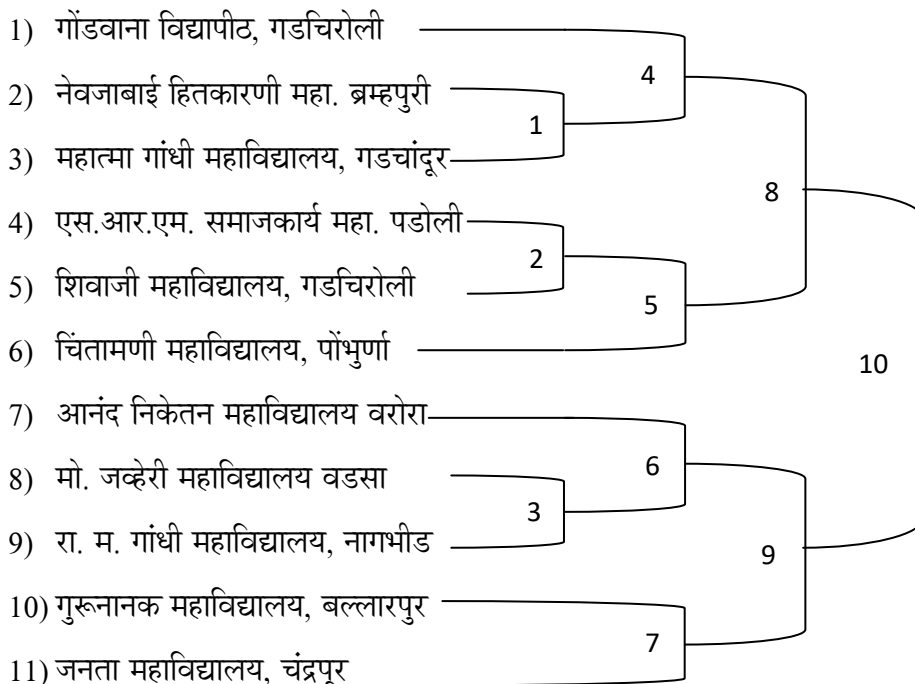 1) गोंडवाना विद्यापीठ, गडचिरोली
4
2) नेवजाबाई हितकारणी महा. ब्रम्हपुरी
1
3) महात्मा गांधी महाविद्यालय, गडचांदूर
8
4) एस.आर.एम. समाजकार्य महा. पडोली
2
5) शिवाजी महाविद्यालय, गडचिरोली
5
6) चिंतामणी महाविद्यालय, पोंभुर्णा
10
7) आनंद निकेतन महाविद्यालय वरोरा
6
8) मो. जव्हेरी महाविद्यालय वडसा
3
9) रा. म. गांधी महाविद्यालय, नागभीड
9
10) गुरूनानक महाविद्यालय, बल्लारपुर
7
11) जनता महाविद्यालय, चंद्रपूर